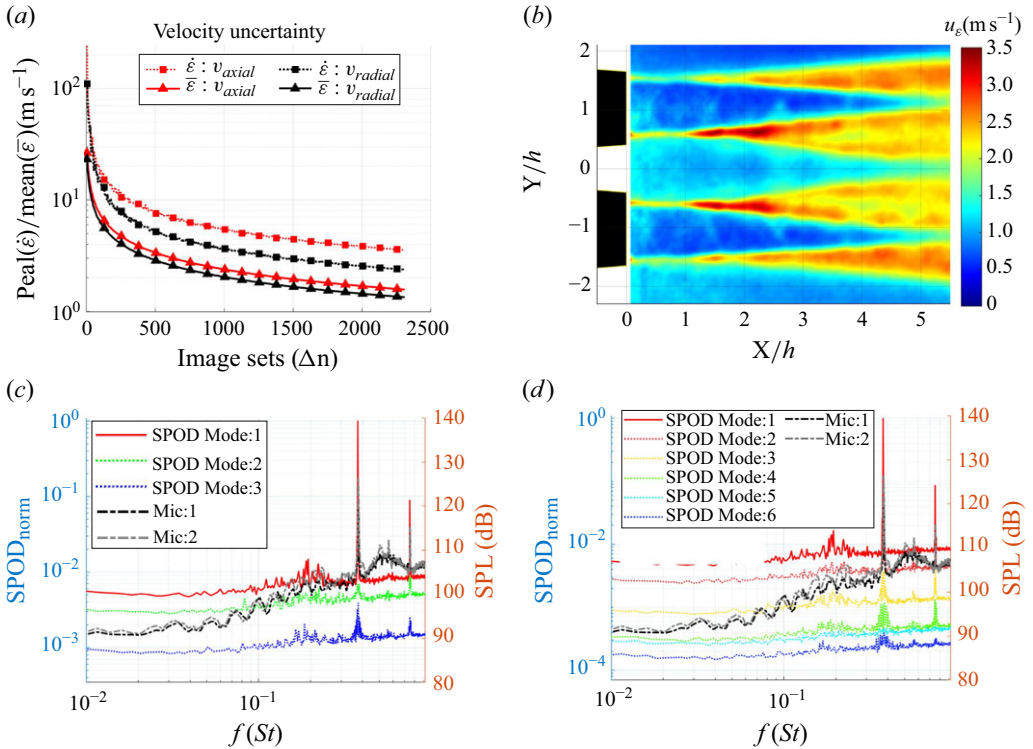 (a)
Velocity uncertainty
ε̇ : v_axial
ε̇ : v_radial
ε̅ : v_axial
ε̅ : v_radial
Peal(ε̇)/mean(ε̅)(m s⁻¹)
10²
10¹
10⁰
0 500 1000 1500 2000 2500
Image sets (Δn)
(b)
u_ε(m s⁻¹)
Y/h
2
1
0
−1
−2
0 1 2 3 4 5
X/h
3.5
3.0
2.5
2.0
1.5
1.0
0.5
0
(c)
SPOD_norm
10⁰
10⁻¹
10⁻²
10⁻³
SPOD Mode:1
SPOD Mode:2
SPOD Mode:3
Mic:1
Mic:2
140
130
120
110
100
90
80
SPL (dB)
10⁻² 10⁻¹
f (St)
(d)
SPOD_norm
10⁰
10⁻²
10⁻⁴
SPOD Mode:1
SPOD Mode:2
SPOD Mode:3
SPOD Mode:4
SPOD Mode:5
SPOD Mode:6
Mic:1
Mic:2
140
130
120
110
100
90
80
SPL (dB)
10⁻² 10⁻¹
f (St)